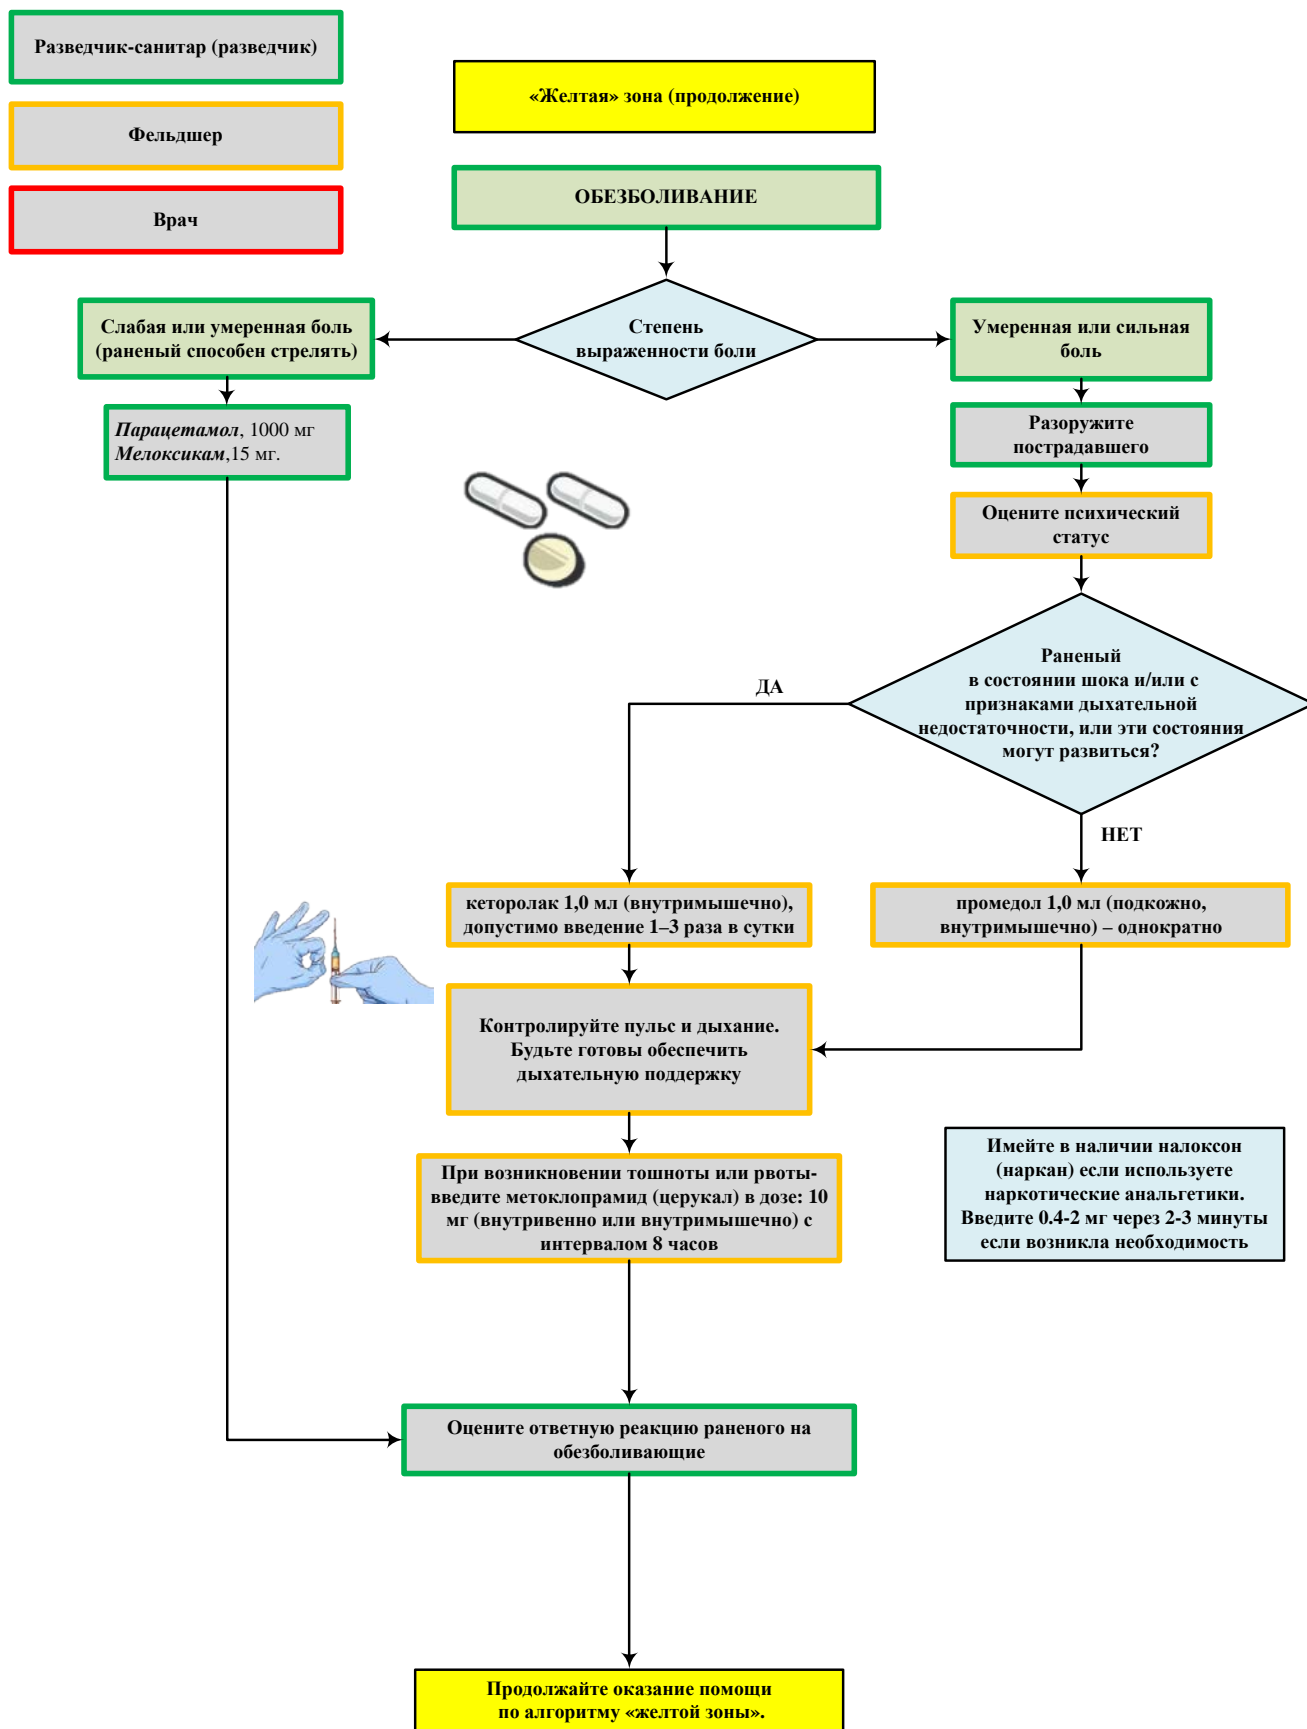 Разведчик-санитар (разведчик)
Фельдшер
Врач
«Желтая» зона (продолжение)
ОБЕЗБОЛИВАНИЕ
Степень
выраженности боли
Слабая или умеренная боль
(раненый способен стрелять)
Парацетамол, 1000 мг
Мелоксикам,15 мг.
Умеренная или сильная
боль
Разоружите
пострадавшего
Оцените психический
статус
Раненый
в состоянии шока и/или с
признаками дыхательной
недостаточности, или эти состояния
могут развиться?
ДА
НЕТ
кеторолак 1,0 мл (внутримышечно),
допустимо введение 1–3 раза в сутки
промедол 1,0 мл (подкожно,
внутримышечно) – однократно
Контролируйте пульс и дыхание.
Будьте готовы обеспечить
дыхательную поддержку
При возникновении тошноты или рвоты-
введите метоклопрамид (церукал) в дозе: 10
мг (внутривенно или внутримышечно) с
интервалом 8 часов
Имейте в наличии налоксон
(наркан) если используете
наркотические анальгетики.
Введите 0.4-2 мг через 2-3 минуты
если возникла необходимость
Оцените ответную реакцию раненого на
обезболивающие
Продолжайте оказание помощи
по алгоритму «желтой зоны».